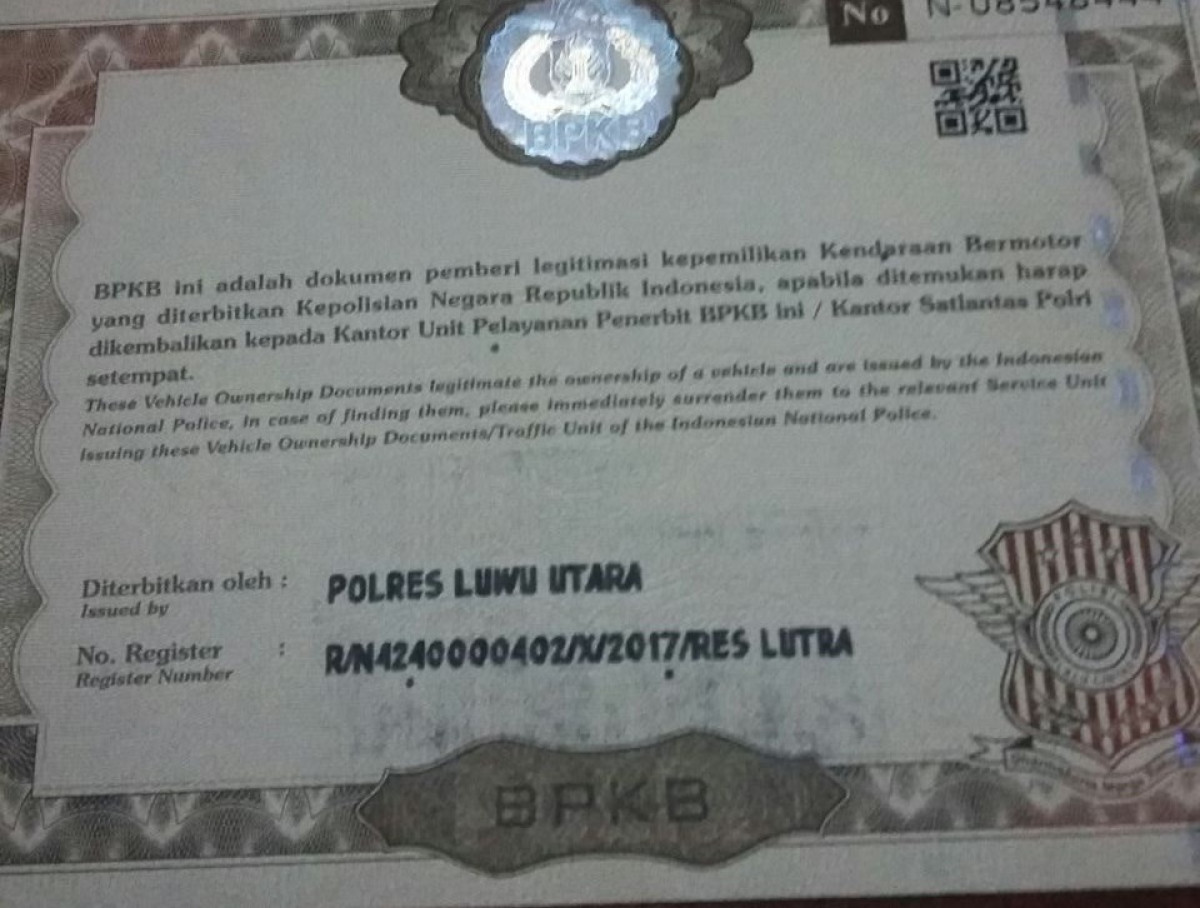 No
BPKB
BPKB ini adalah dokumen pemberi legitimasi kepemilikan Kendaraan Bermotor
yang diterbitkan Kepolisian Negara Republik Indonesia, apabila ditemukan harap
dikembalikan kepada Kantor Unit Pelayanan Penerbit BPKB ini / Kantor Satlantas Polri
setempat.
These Vehicle Ownership Documents legitimate the ownership of a vehicle and are issued by the Indonesian
National Police, in case of finding them, please immediately surrender them to the relevant Service Unit
issuing these Vehicle Ownership Documents/Traffic Unit of the Indonesian National Police.
Diterbitkan oleh : POLRES LUWU UTARA
Issued by
No. Register : R/N4240000402/X/2017/RES LUTRA
Register Number
BPKB